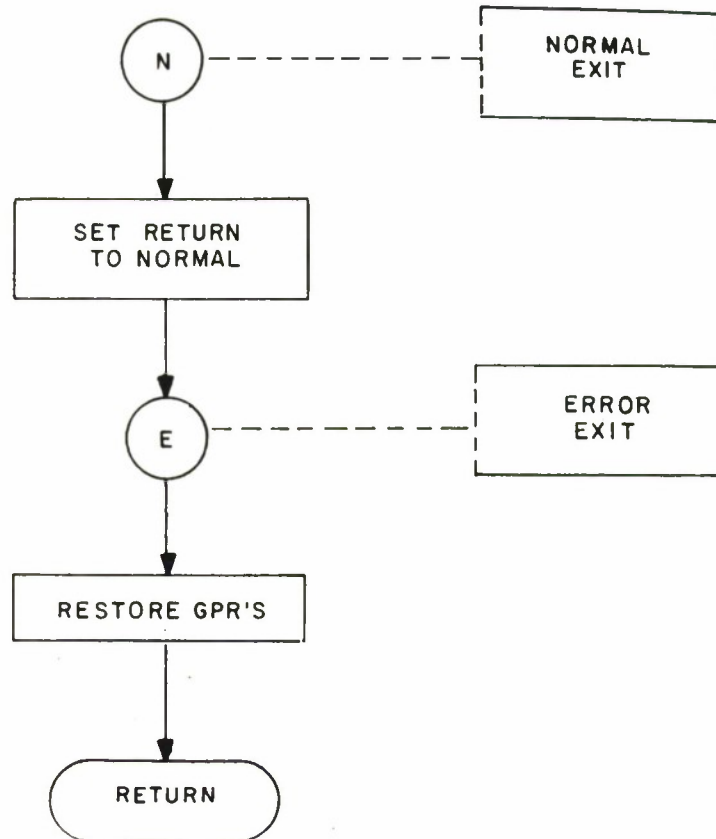 N
NORMAL
EXIT
SET RETURN
TO NORMAL
E
ERROR
EXIT
RESTORE GPR'S
RETURN